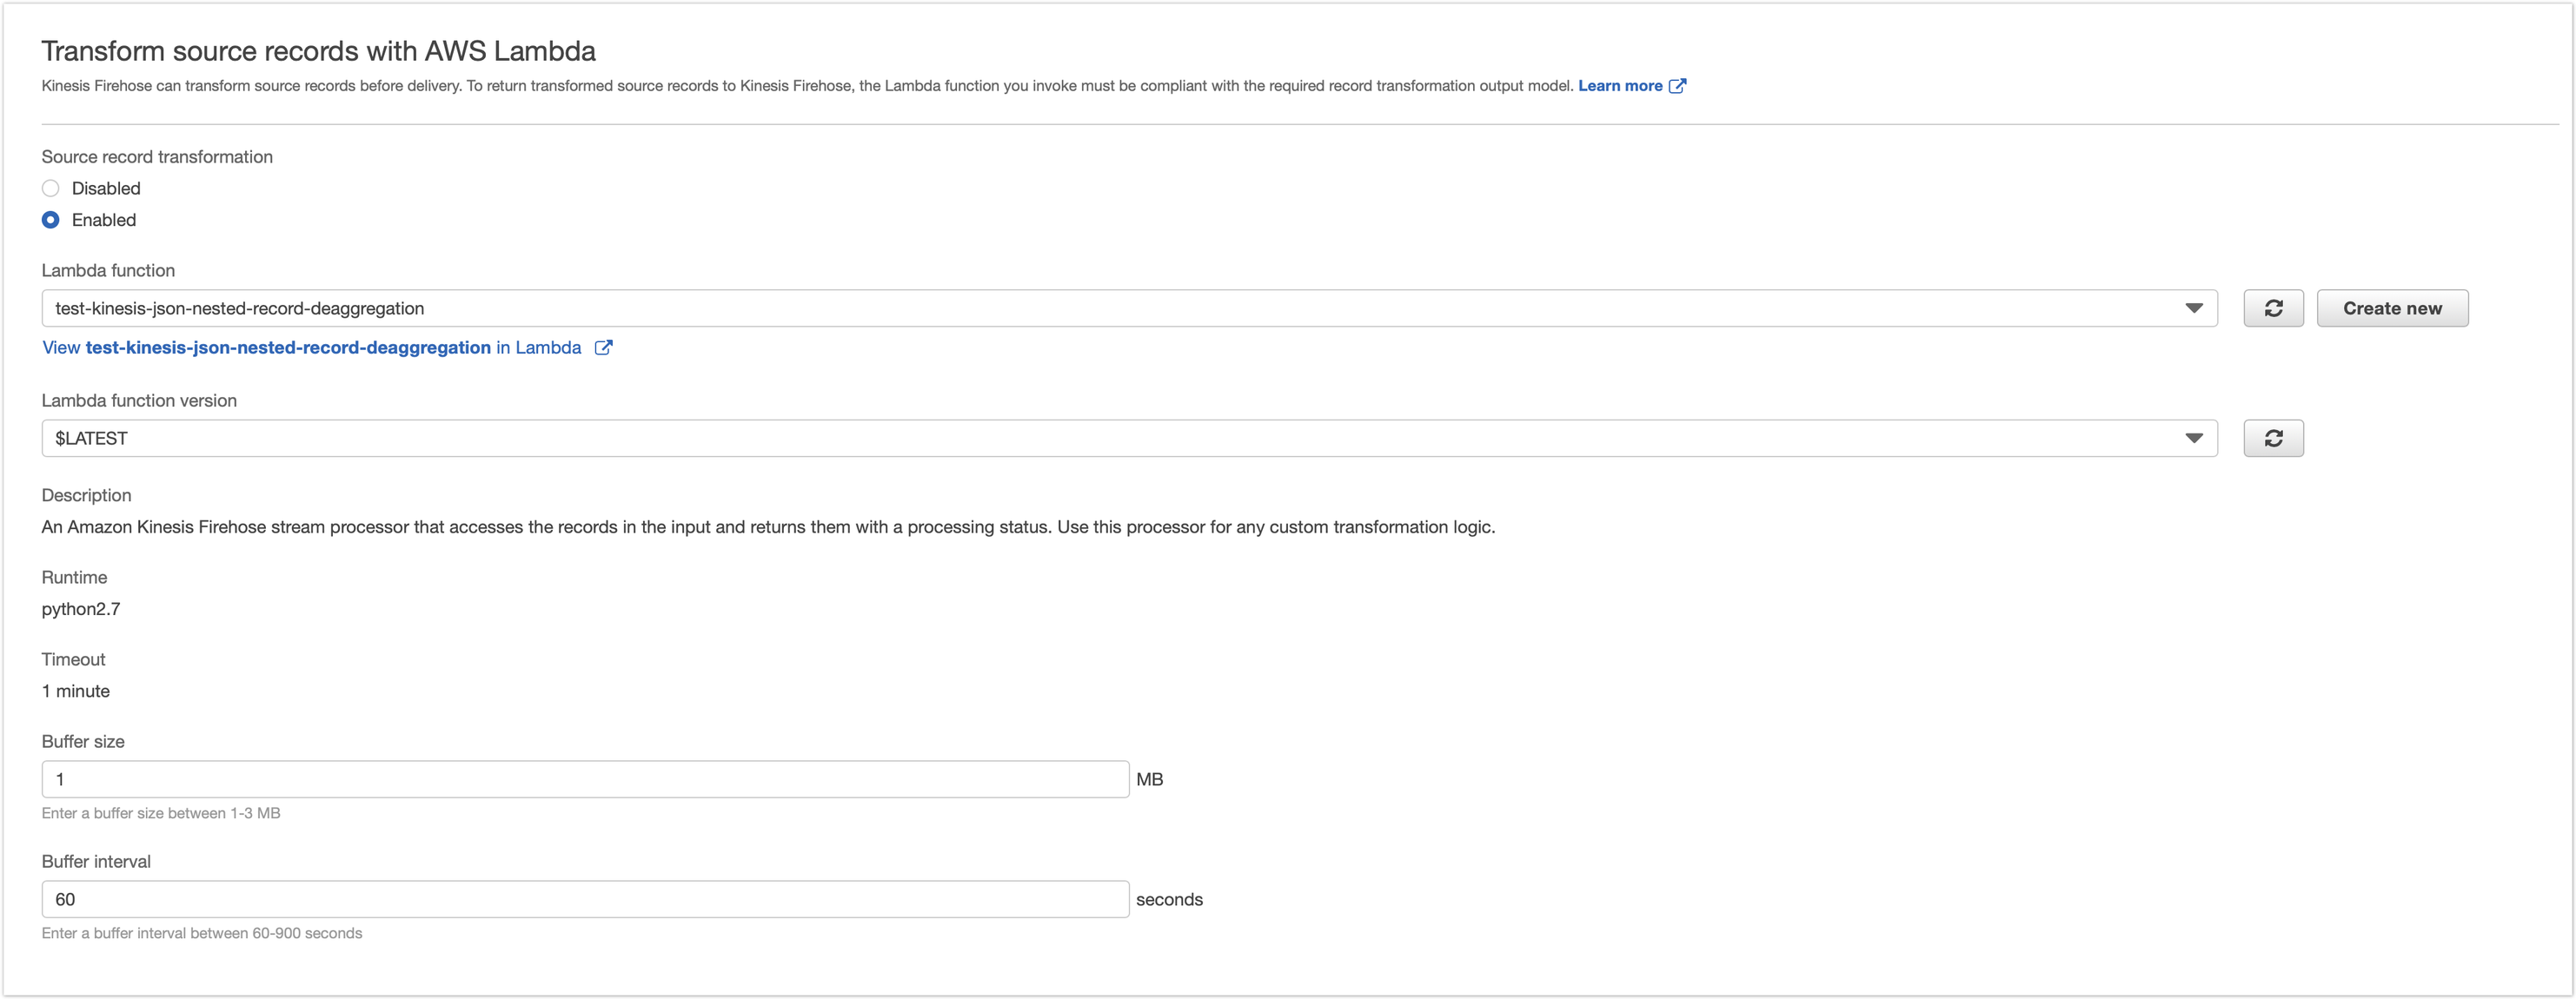 Transform source records with AWS Lambda
Kinesis Firehose can transform source records before delivery. To return transformed source records to Kinesis Firehose, the Lambda function you invoke must be compliant with the required record transformation output model. Learn more
Source record transformation
Disabled
Enabled
Lambda function
test-kinesis-json-nested-record-deaggregation
Create new
View test-kinesis-json-nested-record-deaggregation in Lambda
Lambda function version
$LATEST
Description
An Amazon Kinesis Firehose stream processor that accesses the records in the input and returns them with a processing status. Use this processor for any custom transformation logic.
Runtime
python2.7
Timeout
1 minute
Buffer size
1 MB
Enter a buffer size between 1-3 MB
Buffer interval
60 seconds
Enter a buffer interval between 60-900 seconds